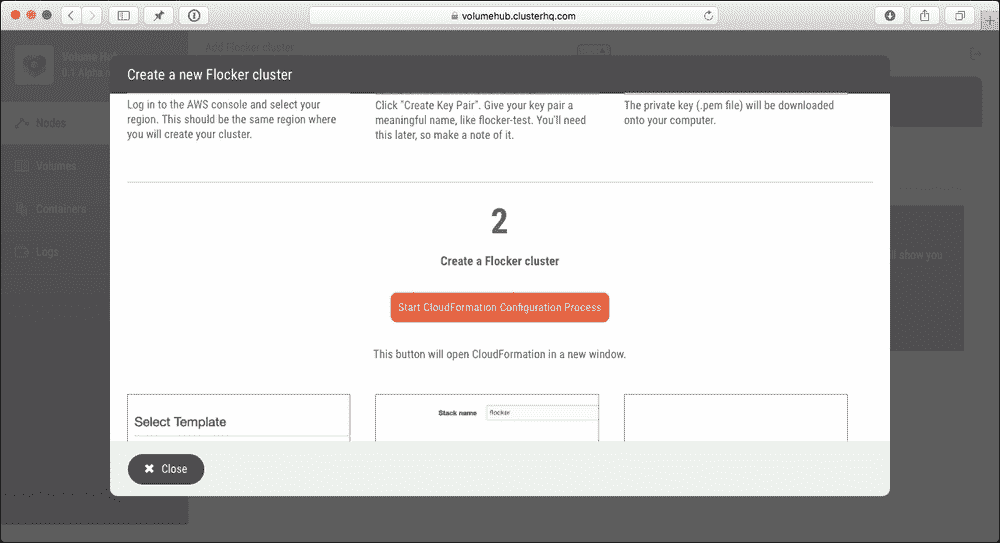 volumehub.clusterhq.com
Add Flocker cluster
Volume Hub
0.1 Alpha
Create a new Flocker cluster
Log in to the AWS console and select your
region. This should be the same region where
you will create your cluster.
Click "Create Key Pair". Give your key pair a
meaningful name, like flocker-test. You'll need
this later, so make a note of it.
The private key (.pem file) will be downloaded
onto your computer.
Nodes
Volumes
Containers
Logs
ll show you
2
Create a Flocker cluster
Start CloudFormation Configuration Process
This button will open CloudFormation in a new window.
Select Template
Stack name
flocker
✖ Close